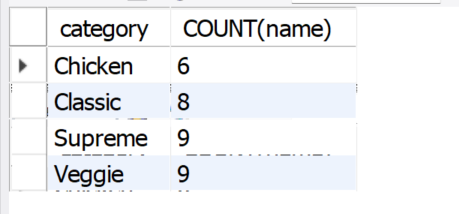 category COUNT(name)
Chicken 6
Classic 8
Supreme 9
Veggie 9